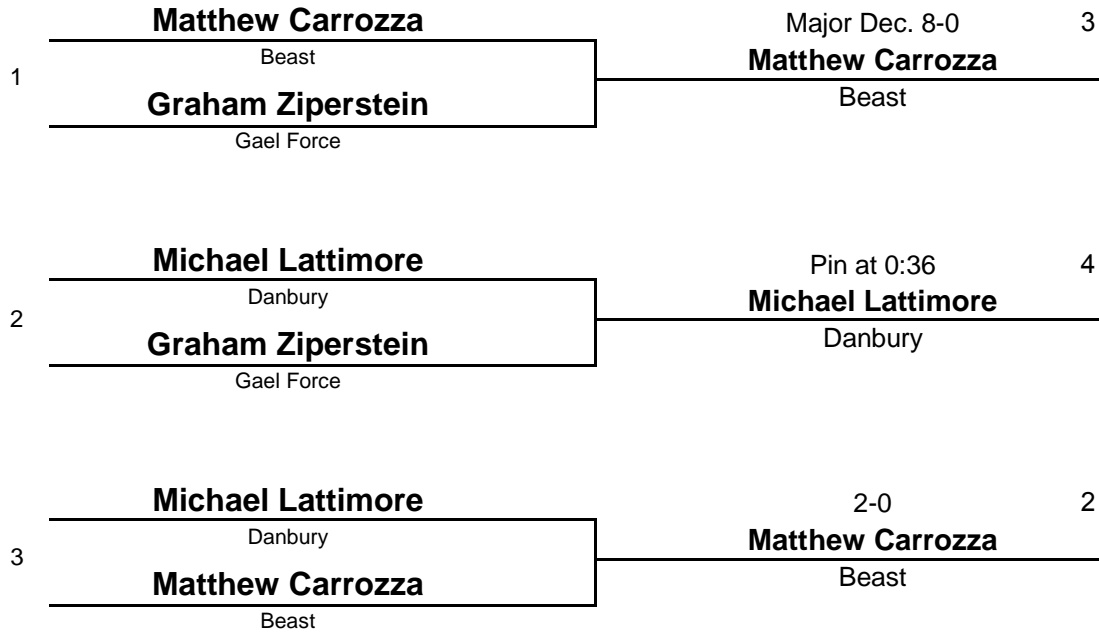 Matthew Carrozza
Beast
1
Graham Ziperstein
Gael Force
Major Dec. 8-0 3
Matthew Carrozza
Beast
Michael Lattimore
Danbury
2
Graham Ziperstein
Gael Force
Pin at 0:36 4
Michael Lattimore
Danbury
Michael Lattimore
Danbury
3
Matthew Carrozza
Beast
2-0 2
Matthew Carrozza
Beast